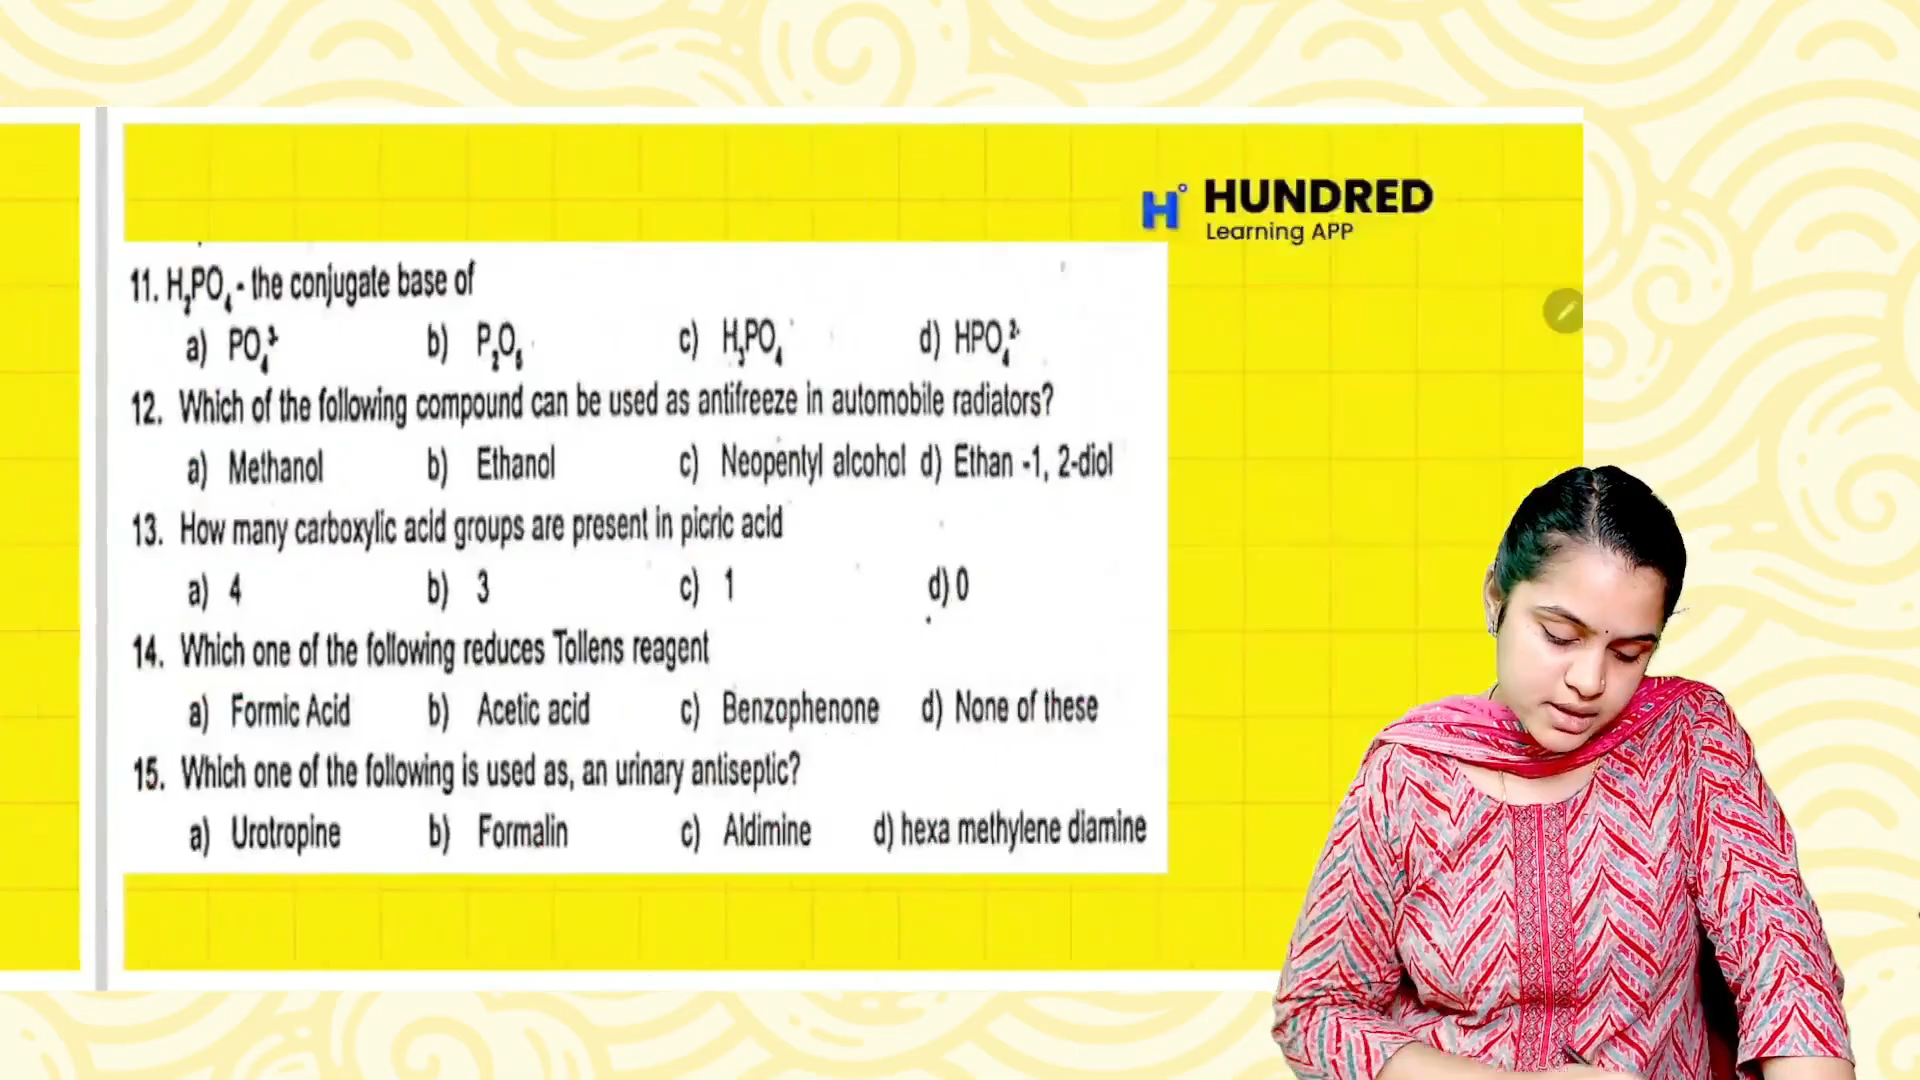 H HUNDRED
Learning APP
11. H₂PO₄- the conjugate base of
a) PO₄³⁻ b) P₂O₅ c) H₃PO₄ d) HPO₄²⁻
12. Which of the following compound can be used as antifreeze in automobile radiators?
a) Methanol b) Ethanol c) Neopentyl alcohol d) Ethan -1, 2-diol
13. How many carboxylic acid groups are present in picric acid
a) 4 b) 3 c) 1 d) 0
14. Which one of the following reduces Tollens reagent
a) Formic Acid b) Acetic acid c) Benzophenone d) None of these
15. Which one of the following is used as, an urinary antiseptic?
a) Urotropine b) Formalin c) Aldimine d) hexa methylene diamine